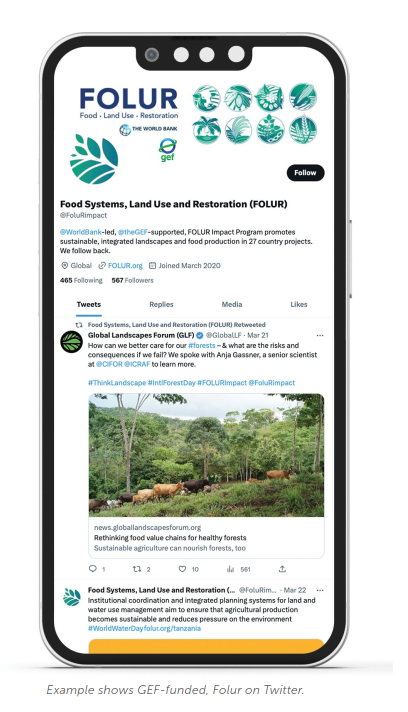 FOLUR
Food • Land Use • Restoration
THE WORLD BANK
gef
Follow
Food Systems, Land Use and Restoration (FOLUR)
@FoluRimpact
@WorldBank-led, @theGEF-supported, FOLUR Impact Program promotes
sustainable, integrated landscapes and food production in 27 country projects.
We follow back.
Global FOLUR.org Joined March 2020
465 Following 567 Followers
Tweets Replies Media Likes
Food Systems, Land Use and Restoration (FOLUR) Retweeted
Global Landscapes Forum (GLF) @GlobalLF · Mar 21 ...
How can we better care for our #forests – & what are the risks and
consequences if we fail? We spoke with Anja Gassner, a senior scientist
at @CIFOR @ICRAF to learn more.
#ThinkLandscape #IntlForestDay #FOLURImpact @FoluRimpact
news.globallandscapesforum.org
Rethinking food value chains for healthy forests
Sustainable agriculture can nourish forests, too
1 2 10 561
Food Systems, Land Use and Restoration (... @FoluRim... · Mar 22 ...
Institutional coordination and integrated planning systems for land and
water use management aim to ensure that agricultural production
becomes sustainable and reduces pressure on the environment
#WorldWaterDayfolur.org/tanzania
Example shows GEF-funded, Folur on Twitter.